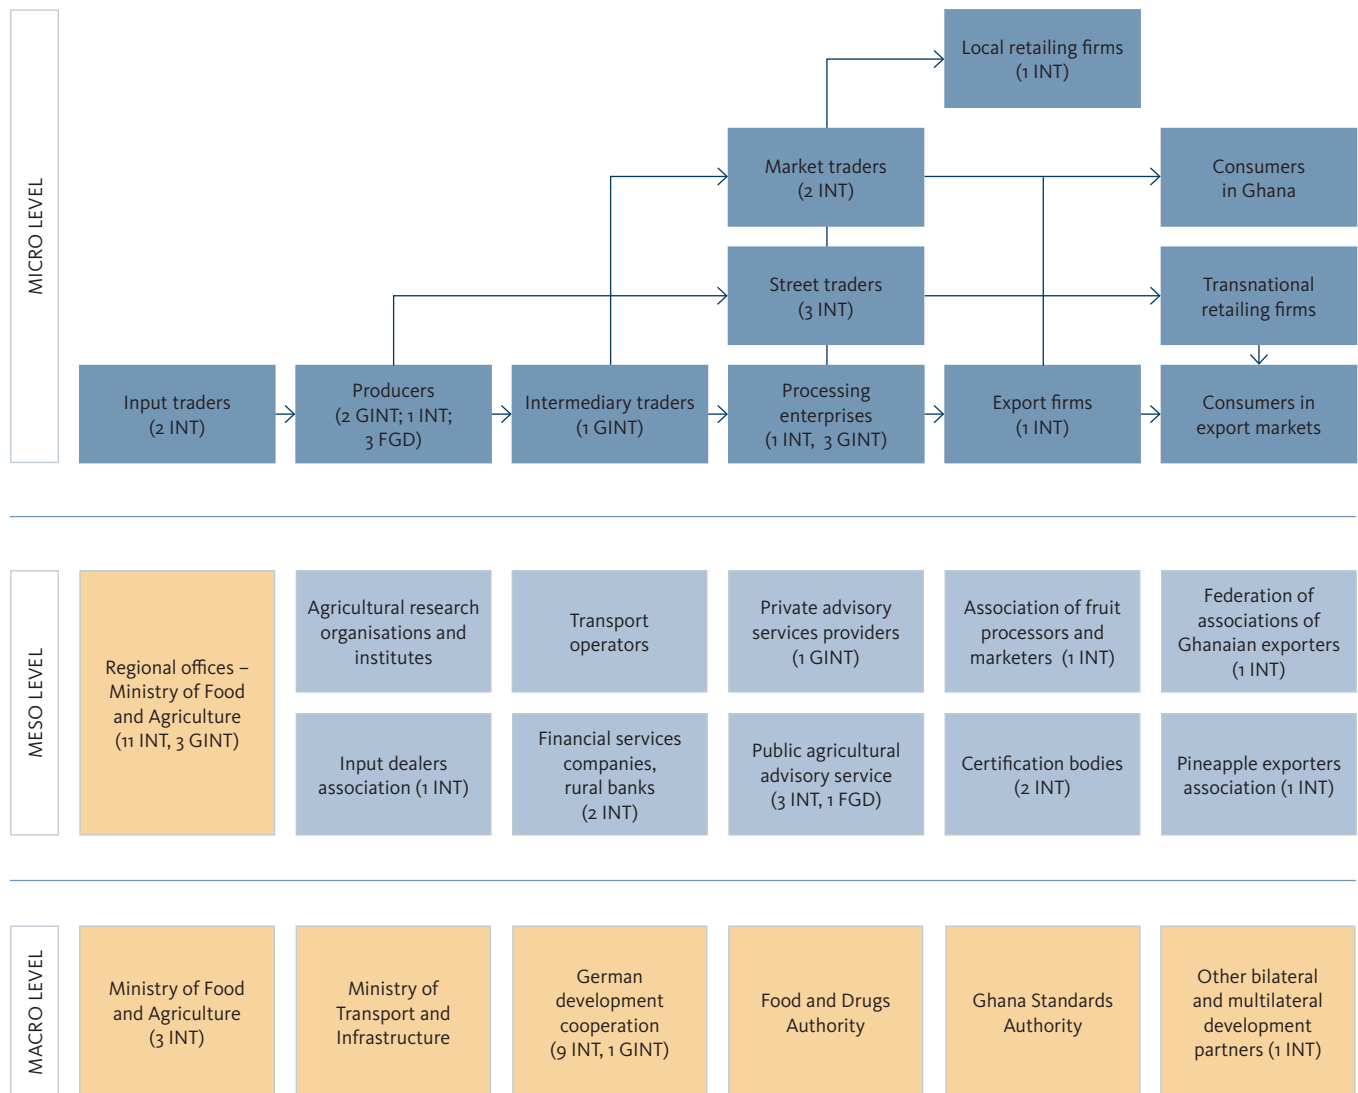 MICRO LEVEL
Local retailing firms
(1 INT)
Market traders
(2 INT)
Consumers
in Ghana
Street traders
(3 INT)
Transnational
retailing firms
Input traders
(2 INT)
Producers
(2 GINT; 1 INT;
3 FGD)
Intermediary traders
(1 GINT)
Processing
enterprises
(1 INT, 3 GINT)
Export firms
(1 INT)
Consumers in
export markets
MESO LEVEL
Regional offices –
Ministry of Food
and Agriculture
(11 INT, 3 GINT)
Agricultural research
organisations and
institutes
Transport
operators
Private advisory
services providers
(1 GINT)
Association of fruit
processors and
marketers (1 INT)
Federation of
associations of
Ghanaian exporters
(1 INT)
Input dealers
association (1 INT)
Financial services
companies,
rural banks
(2 INT)
Public agricultural
advisory service
(3 INT, 1 FGD)
Certification bodies
(2 INT)
Pineapple exporters
association (1 INT)
MACRO LEVEL
Ministry of Food
and Agriculture
(3 INT)
Ministry of
Transport and
Infrastructure
German
development
cooperation
(9 INT, 1 GINT)
Food and Drugs
Authority
Ghana Standards
Authority
Other bilateral
and multilateral
development
partners (1 INT)